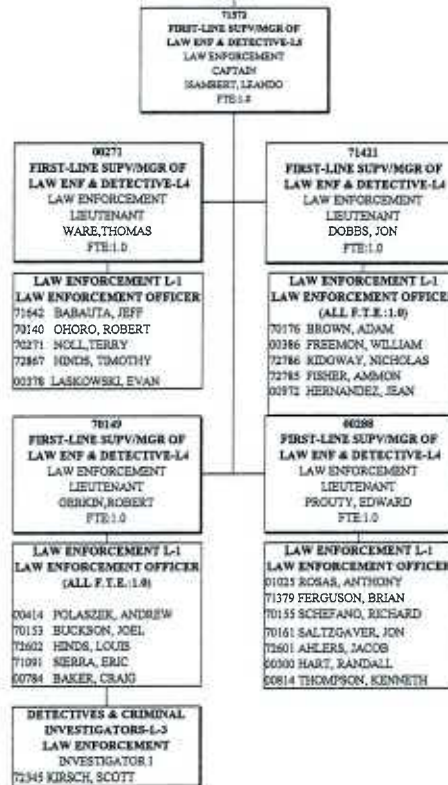 71572
FIRST-LINE SUPV/MGR OF
LAW ENF & DETECTIVE-L5
LAW ENFORCEMENT
CAPTAIN
ISAMBERT, LEANDO
FTE:1.0
00271
FIRST-LINE SUPV/MGR OF
LAW ENF & DETECTIVE-L4
LAW ENFORCEMENT
LIEUTENANT
WARE,THOMAS
FTE:1.0
LAW ENFORCEMENT L-1
LAW ENFORCEMENT OFFICER
71642 BABAUTA, JEFF
70140 OHORO, ROBERT
70271 NOLL,TERRY
72867 HINDS, TIMOTHY
00378 LASKOWSKI, EVAN
71421
FIRST-LINE SUPV/MGR OF
LAW ENF & DETECTIVE-L4
LAW ENFORCEMENT
LIEUTENANT
DOBBS, JON
FTE:1.0
LAW ENFORCEMENT L-1
LAW ENFORCEMENT OFFICER
(ALL F.T.E.:1.0)
70176 BROWN, ADAM
00386 FREEMON, WILLIAM
72786 RIDGWAY, NICHOLAS
72785 FISHER, AMMON
00972 HERNANDEZ, JEAN
70149
FIRST-LINE SUPV/MGR OF
LAW ENF & DETECTIVE-L4
LAW ENFORCEMENT
LIEUTENANT
GERKIN,ROBERT
FTE:1.0
LAW ENFORCEMENT L-1
LAW ENFORCEMENT OFFICER
(ALL F.T.E.:1.0)
00414 POLASZEK, ANDREW
70153 BUCKSON, JOEL
72602 HINDS, LOUIS
71091 SIERRA, ERIC
00784 BAKER, CRAIG
DETECTIVES & CRIMINAL
INVESTIGATORS-L-3
LAW ENFORCEMENT
INVESTIGATOR I
72345 KIRSCH, SCOTT
00288
FIRST-LINE SUPV/MGR OF
LAW ENF & DETECTIVE-L4
LAW ENFORCEMENT
LIEUTENANT
PROUTY, EDWARD
FTE:1.0
LAW ENFORCEMENT L-1
LAW ENFORCEMENT OFFICER
01025 ROSAS, ANTHONY
71379 FERGUSON, BRIAN
70155 SCHEFANO, RICHARD
70161 SALTZGAVER, JON
72601 AHLERS, JACOB
00300 HART, RANDALL
00814 THOMPSON, KENNETH